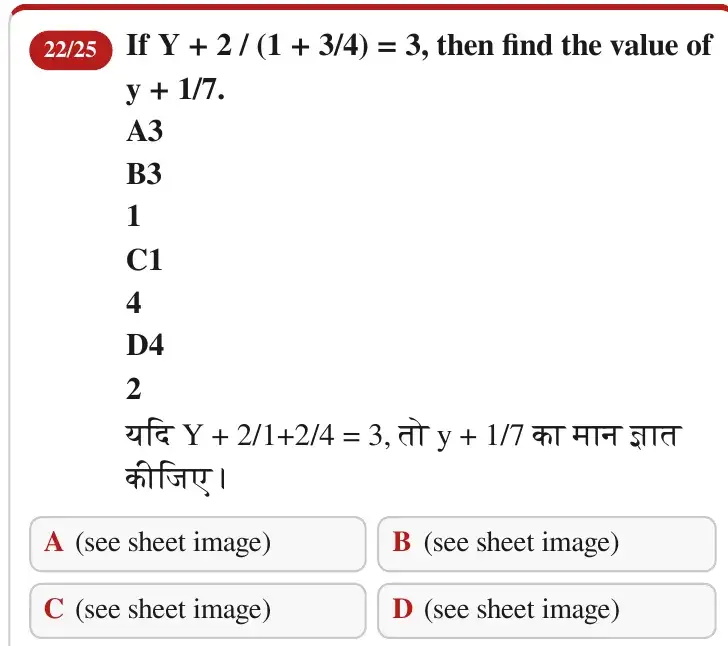 22/25 If Y + 2 / (1 + 3/4) = 3, then find the value of
y + 1/7.
A3
B3
1
C1
4
D4
2
यदि Y + 2/1+2/4 = 3, तो y + 1/7 का मान ज्ञात
कीजिए।
A (see sheet image) B (see sheet image)
C (see sheet image) D (see sheet image)